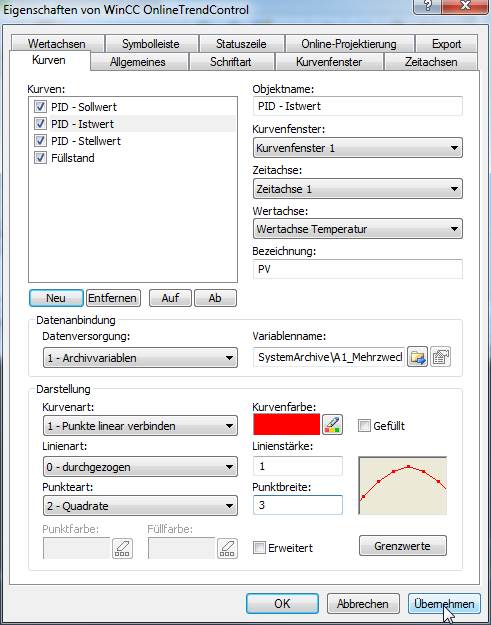 Eigenschaften von WinCC OnlineTrendControl
Wertachsen Symbolleiste Statuszeile Online-Projektierung Export
Kurven Allgemeines Schriftart Kurvenfenster Zeitachsen
Kurven:
PID - Sollwert
PID - Istwert
PID - Stellwert
Füllstand
Neu Entfernen Auf Ab
Objektname:
PID - Istwert
Kurvenfenster:
Kurvenfenster 1
Zeitachse:
Zeitachse 1
Wertachse:
Wertachse Temperatur
Bezeichnung:
PV
Datenanbindung
Datenversorgung: Variablenname:
1 - Archivvariablen SystemArchive\A1_Mehrzwec
Darstellung
Kurvenart: Kurvenfarbe:
1 - Punkte linear verbinden Gefüllt
Linienart: Linienstärke:
0 - durchgezogen 1
Punkteart: Punktbreite:
2 - Quadrate 3
Punktfarbe: Füllfarbe:
Erweitert Grenzwerte
OK Abbrechen Übernehmen